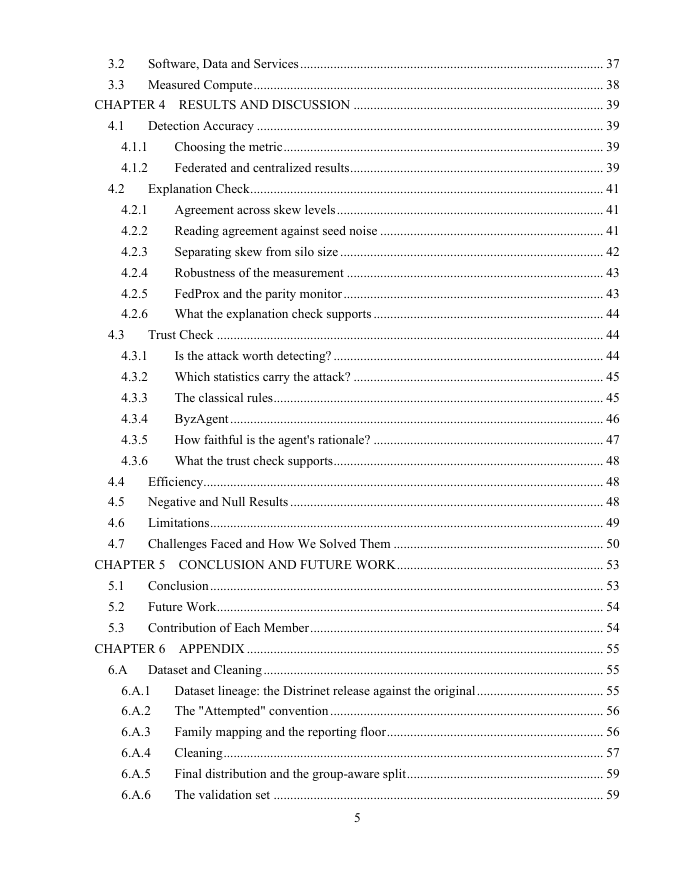 3.2 Software, Data and Services 37
3.3 Measured Compute 38
CHAPTER 4 RESULTS AND DISCUSSION 39
4.1 Detection Accuracy 39
4.1.1 Choosing the metric 39
4.1.2 Federated and centralized results 39
4.2 Explanation Check 41
4.2.1 Agreement across skew levels 41
4.2.2 Reading agreement against seed noise 41
4.2.3 Separating skew from silo size 42
4.2.4 Robustness of the measurement 43
4.2.5 FedProx and the parity monitor 43
4.2.6 What the explanation check supports 44
4.3 Trust Check 44
4.3.1 Is the attack worth detecting? 44
4.3.2 Which statistics carry the attack? 45
4.3.3 The classical rules 45
4.3.4 ByzAgent 46
4.3.5 How faithful is the agent's rationale? 47
4.3.6 What the trust check supports 48
4.4 Efficiency 48
4.5 Negative and Null Results 48
4.6 Limitations 49
4.7 Challenges Faced and How We Solved Them 50
CHAPTER 5 CONCLUSION AND FUTURE WORK 53
5.1 Conclusion 53
5.2 Future Work 54
5.3 Contribution of Each Member 54
CHAPTER 6 APPENDIX 55
6.A Dataset and Cleaning 55
6.A.1 Dataset lineage: the Distrinet release against the original 55
6.A.2 The "Attempted" convention 56
6.A.3 Family mapping and the reporting floor 56
6.A.4 Cleaning 57
6.A.5 Final distribution and the group-aware split 59
6.A.6 The validation set 59
5